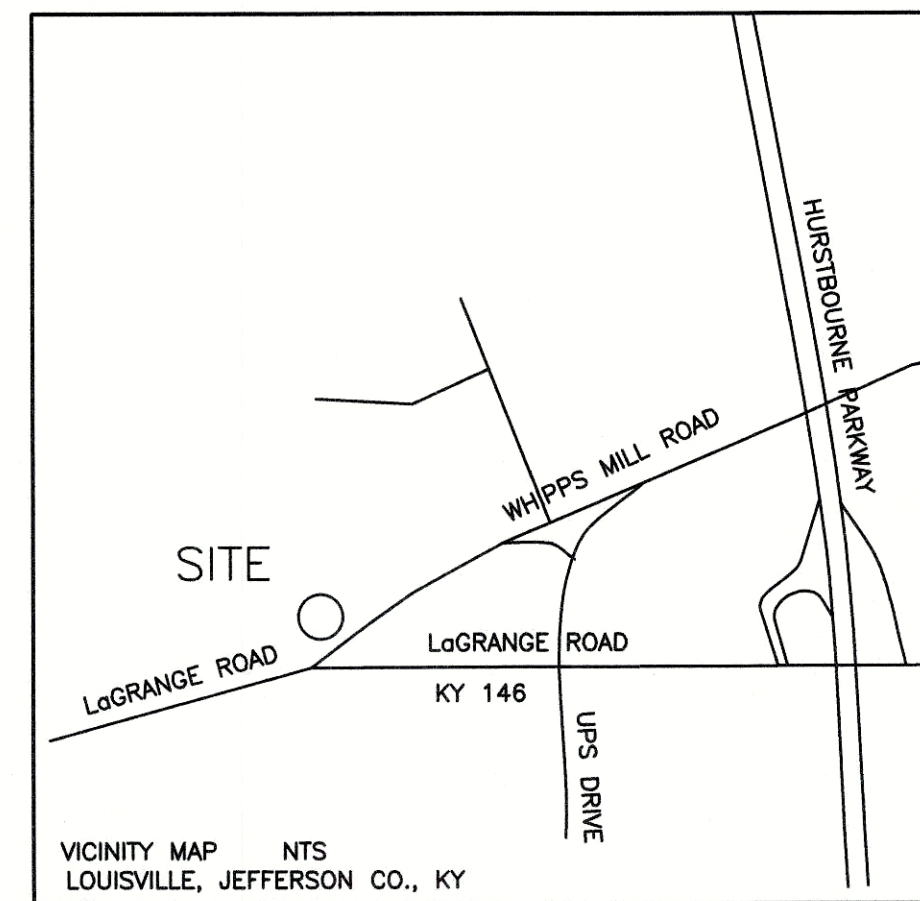 HURSTBOURNE PARKWAY
WHIPPS MILL ROAD
SITE
LaGRANGE ROAD
LaGRANGE ROAD
KY 146
UPS DRIVE
VICINITY MAP NTS
LOUISVILLE, JEFFERSON CO., KY